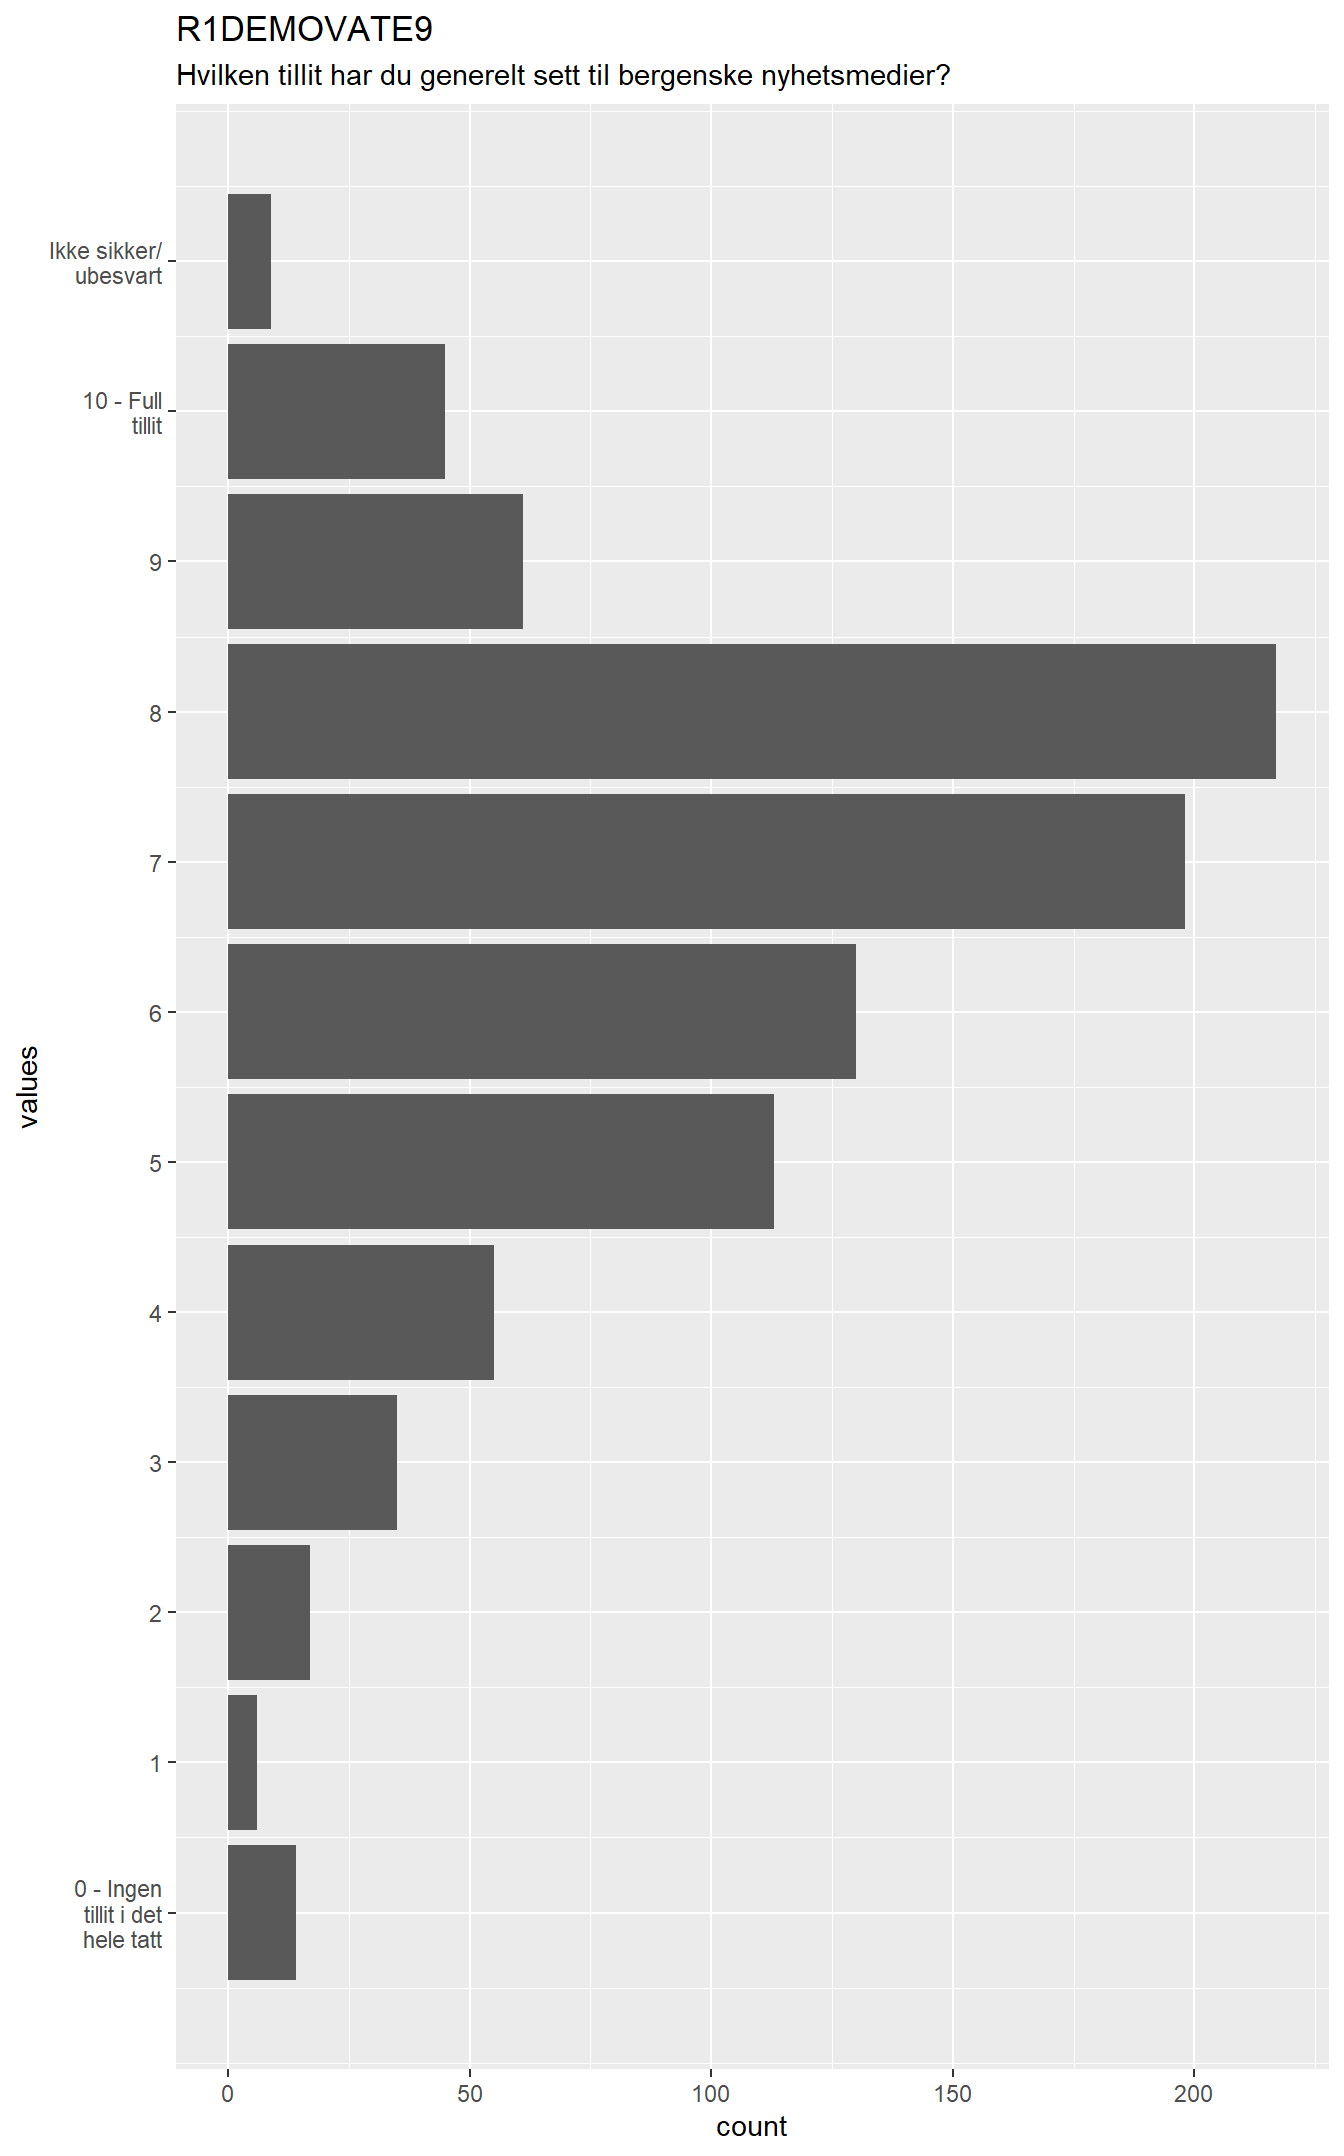 R1DEMOVATE9
Hvilken tillit har du generelt sett til bergenske nyhetsmedier?
Ikke sikker/
ubesvart
10 - Full
tillit
9
8
7
6
5
4
3
2
1
0 - Ingen
tillit i det
hele tatt
values
0 50 100 150 200
count